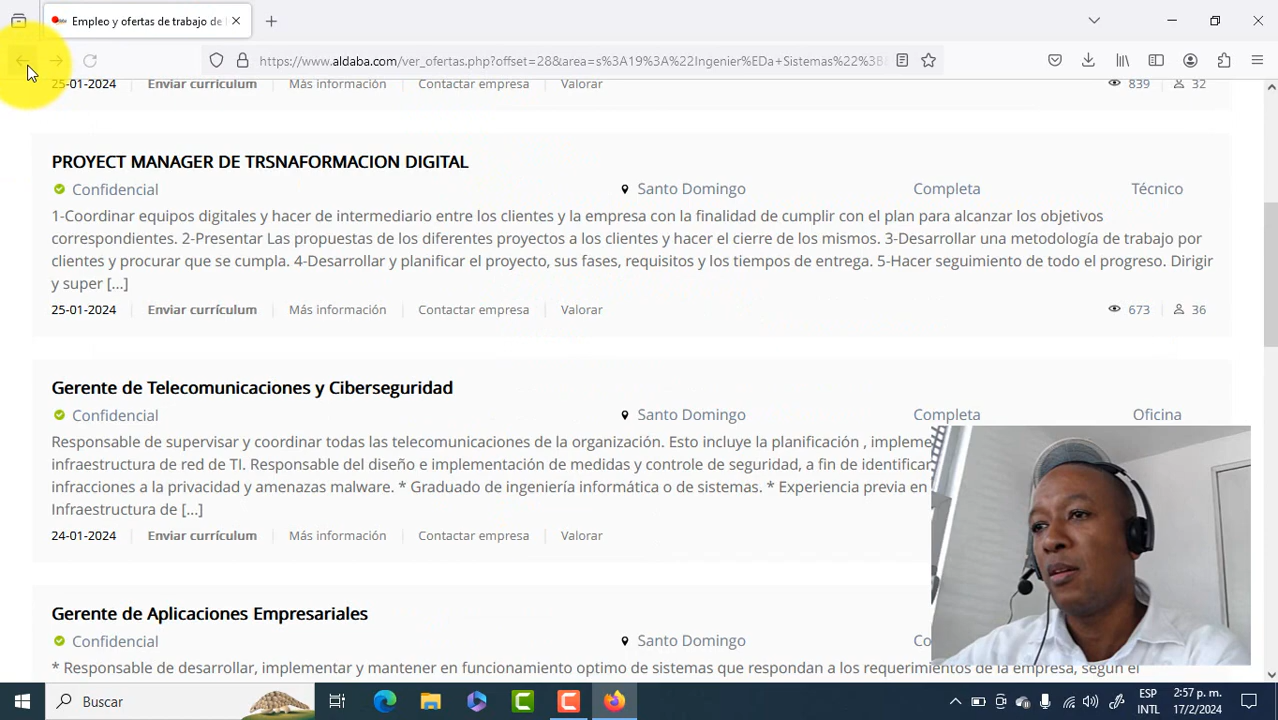 Empleo y ofertas de trabajo de
https://www.aldaba.com/ver_ofertas.php?offset=28&area=s%3A19%3A%22Ingenier%EDa+Sistemas%22%3B
25-01-2024 Enviar currículum Más información Contactar empresa Valorar 839 32
PROYECT MANAGER DE TRSNAFORMACION DIGITAL
Confidencial Santo Domingo Completa Técnico
1-Coordinar equipos digitales y hacer de intermediario entre los clientes y la empresa con la finalidad de cumplir con el plan para alcanzar los objetivos
correspondientes. 2-Presentar Las propuestas de los diferentes proyectos a los clientes y hacer el cierre de los mismos. 3-Desarrollar una metodología de trabajo por
clientes y procurar que se cumpla. 4-Desarrollar y planificar el proyecto, sus fases, requisitos y los tiempos de entrega. 5-Hacer seguimiento de todo el progreso. Dirigir
y super [...]
25-01-2024 Enviar currículum Más información Contactar empresa Valorar 673 36
Gerente de Telecomunicaciones y Ciberseguridad
Confidencial Santo Domingo Completa Oficina
Responsable de supervisar y coordinar todas las telecomunicaciones de la organización. Esto incluye la planificación , impleme
infraestructura de red de TI. Responsable del diseño e implementación de medidas y controle de seguridad, a fin de identificar
infracciones a la privacidad y amenazas malware. * Graduado de ingeniería informática o de sistemas. * Experiencia previa en
Infraestructura de [...]
24-01-2024 Enviar currículum Más información Contactar empresa Valorar
Gerente de Aplicaciones Empresariales
Confidencial Santo Domingo Co
* Responsable de desarrollar, implementar y mantener en funcionamiento optimo de sistemas que respondan a los requerimientos de la empresa, según el
Buscar ESP 2:57 p. m.
INTL 17/2/2024